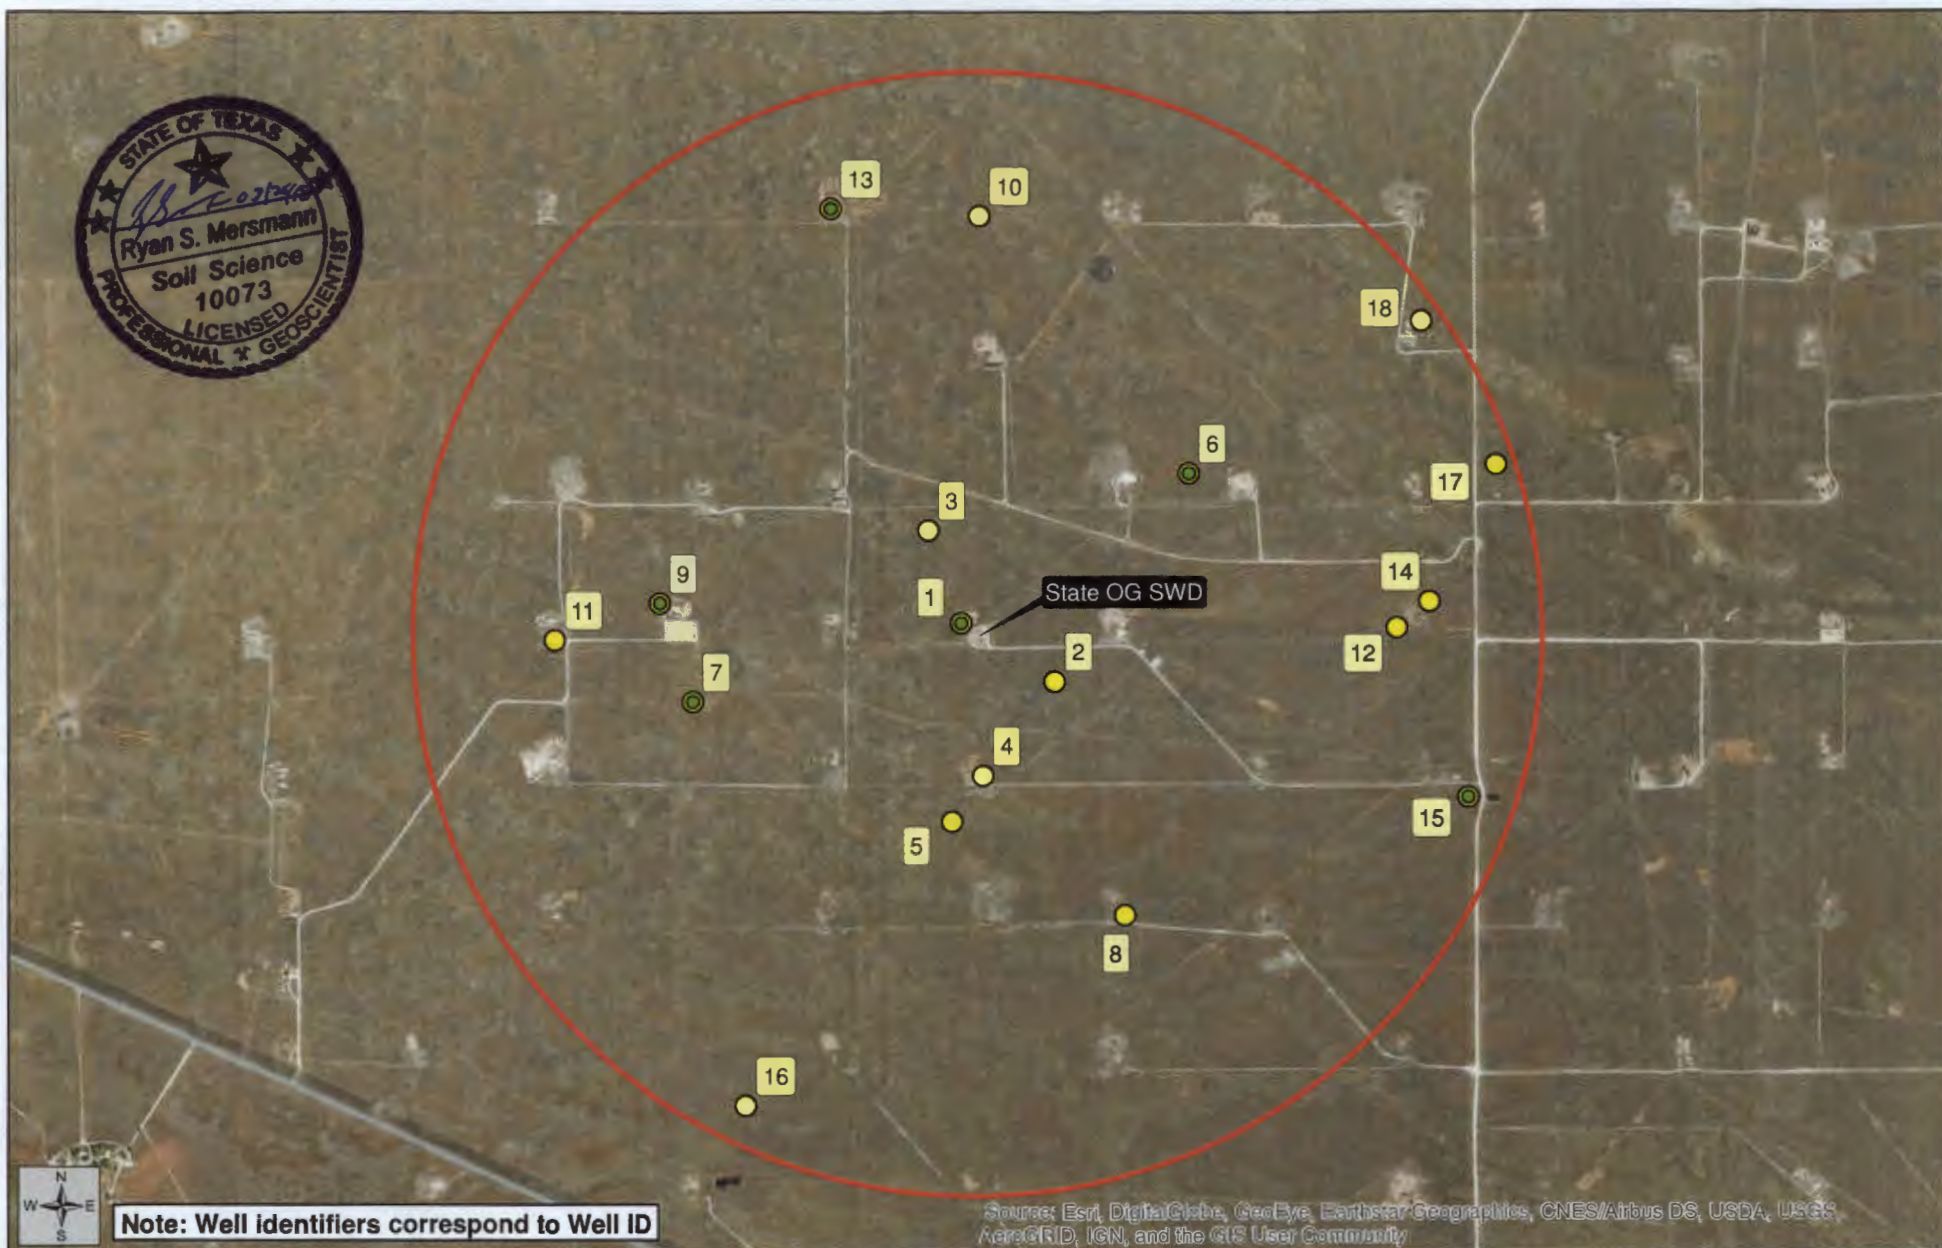 STATE OF TEXAS
Ryan S. Mersmann
Soil Science
10073
LICENSED
PROFESSIONAL GEOSCIENTIST
13
10
18
6
17
3
9
14
11
1
State OG SWD
12
2
7
4
15
5
8
16
N
W E
S
Note: Well identifiers correspond to Well ID
Source: Esri, DigitalGlobe, GeoEye, Earthstar Geographics, CNES/Airbus DS, USDA, USGS,
AeroGRID, IGN, and the GIS User Community